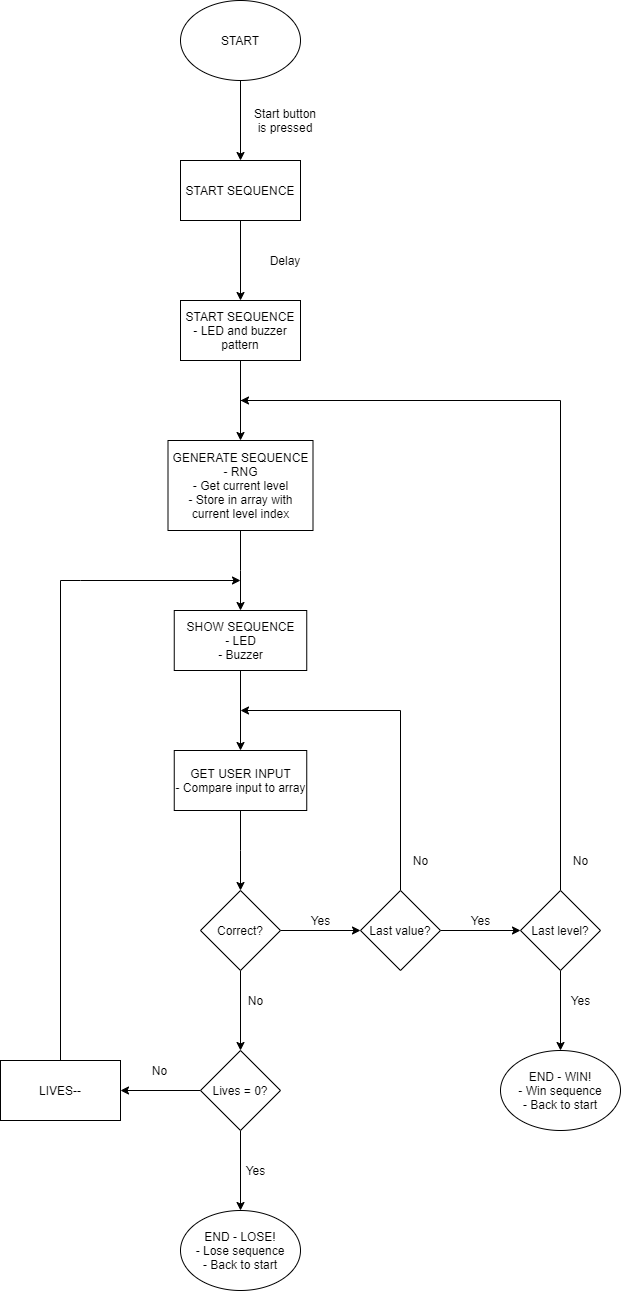 START
Start button
is pressed
START SEQUENCE
Delay
START SEQUENCE
- LED and buzzer
pattern
GENERATE SEQUENCE
- RNG
- Get current level
- Store in array with
current level index
SHOW SEQUENCE
- LED
- Buzzer
GET USER INPUT
- Compare input to array
No
No
Correct?
Yes
Last value?
Yes
Last level?
No
Yes
LIVES--
No
Lives = 0?
END - WIN!
- Win sequence
- Back to start
Yes
END - LOSE!
- Lose sequence
- Back to start